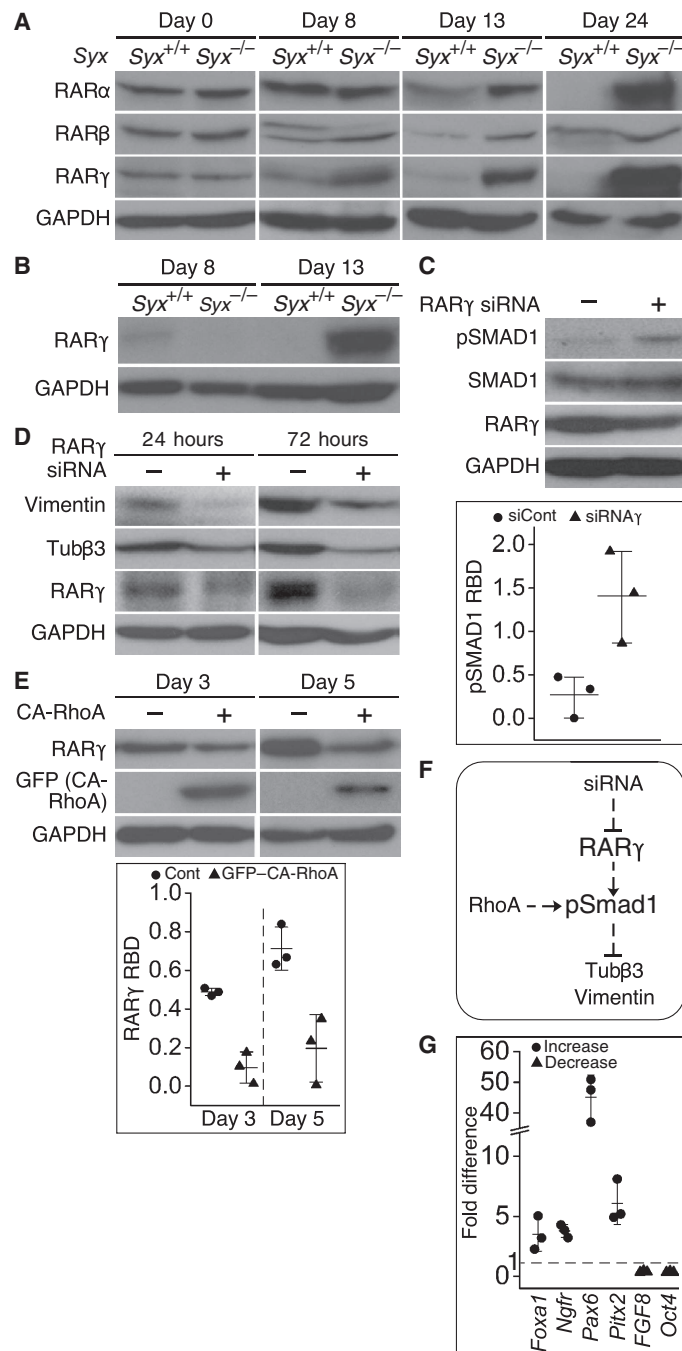 A
Day 0 Day 8 Day 13 Day 24
Syx Syx+/+ Syx−/− Syx+/+ Syx−/− Syx+/+ Syx−/− Syx+/+ Syx−/−
RARα
RARβ
RARγ
GAPDH
B
Day 8 Day 13
Syx+/+ Syx−/− Syx+/+ Syx−/−
RARγ
GAPDH
C
RARγ siRNA − +
pSMAD1
SMAD1
RARγ
GAPDH
● siCont ▲ siRNAγ
pSMAD1 RBD
2.0
1.5
1.0
0.5
0.0
D
RARγ siRNA
24 hours 72 hours
− + − +
Vimentin
Tubβ3
RARγ
GAPDH
E
Day 3 Day 5
CA-RhoA − + − +
RARγ
GFP (CA-
RhoA)
GAPDH
● Cont ▲ GFP–CA-RhoA
RARγ RBD
1.0
0.8
0.6
0.4
0.2
0.0
Day 3 Day 5
F
siRNA
RARγ
RhoA pSmad1
Tubβ3
Vimentin
G
● Increase
▲ Decrease
Fold difference
60
50
40
10
5
1
0
Foxa1 Ngfr Pax6 Pitx2 FGF8 Oct4